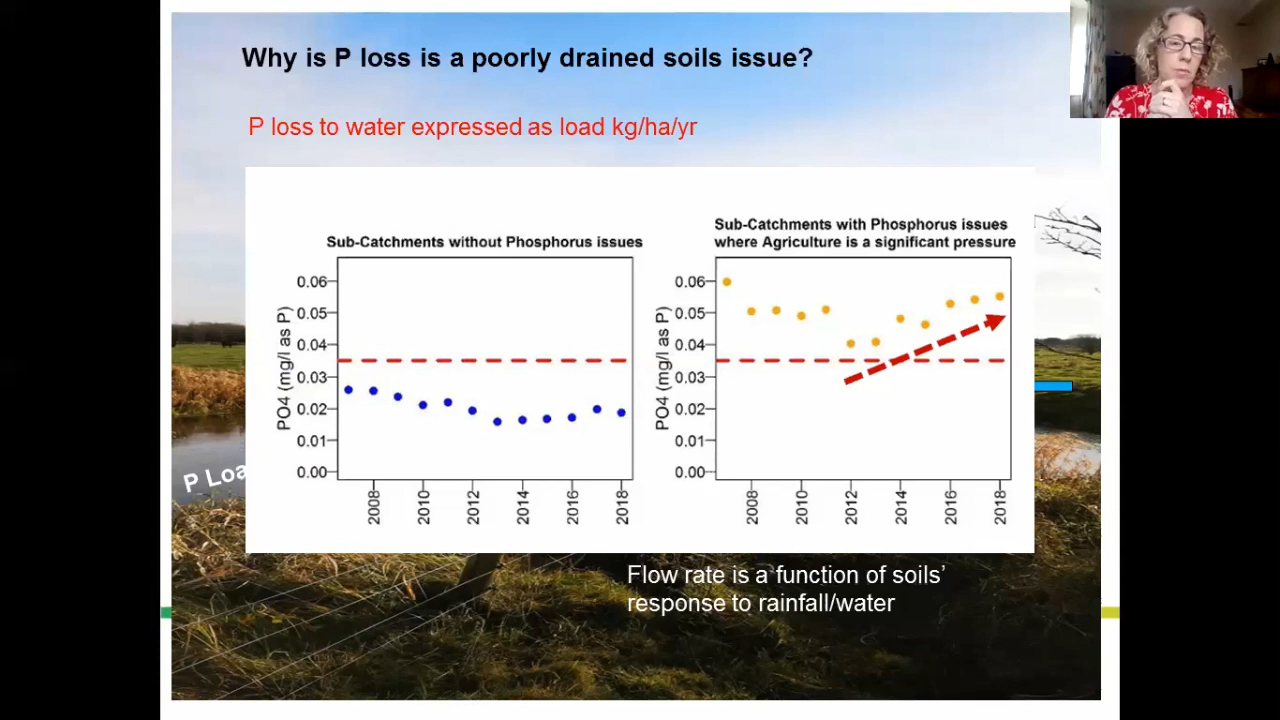 Why is P loss is a poorly drained soils issue?
P loss to water expressed as load kg/ha/yr
Sub-Catchments without Phosphorus issues
PO4 (mg/l as P)
0.06
0.05
0.04
0.03
0.02
0.01
0.00
2008
2010
2012
2014
2016
2018
Sub-Catchments with Phosphorus issues
where Agriculture is a significant pressure
PO4 (mg/l as P)
0.06
0.05
0.04
0.03
0.02
0.01
0.00
2008
2010
2012
2014
2016
2018
P Loa
Flow rate is a function of soils’
response to rainfall/water